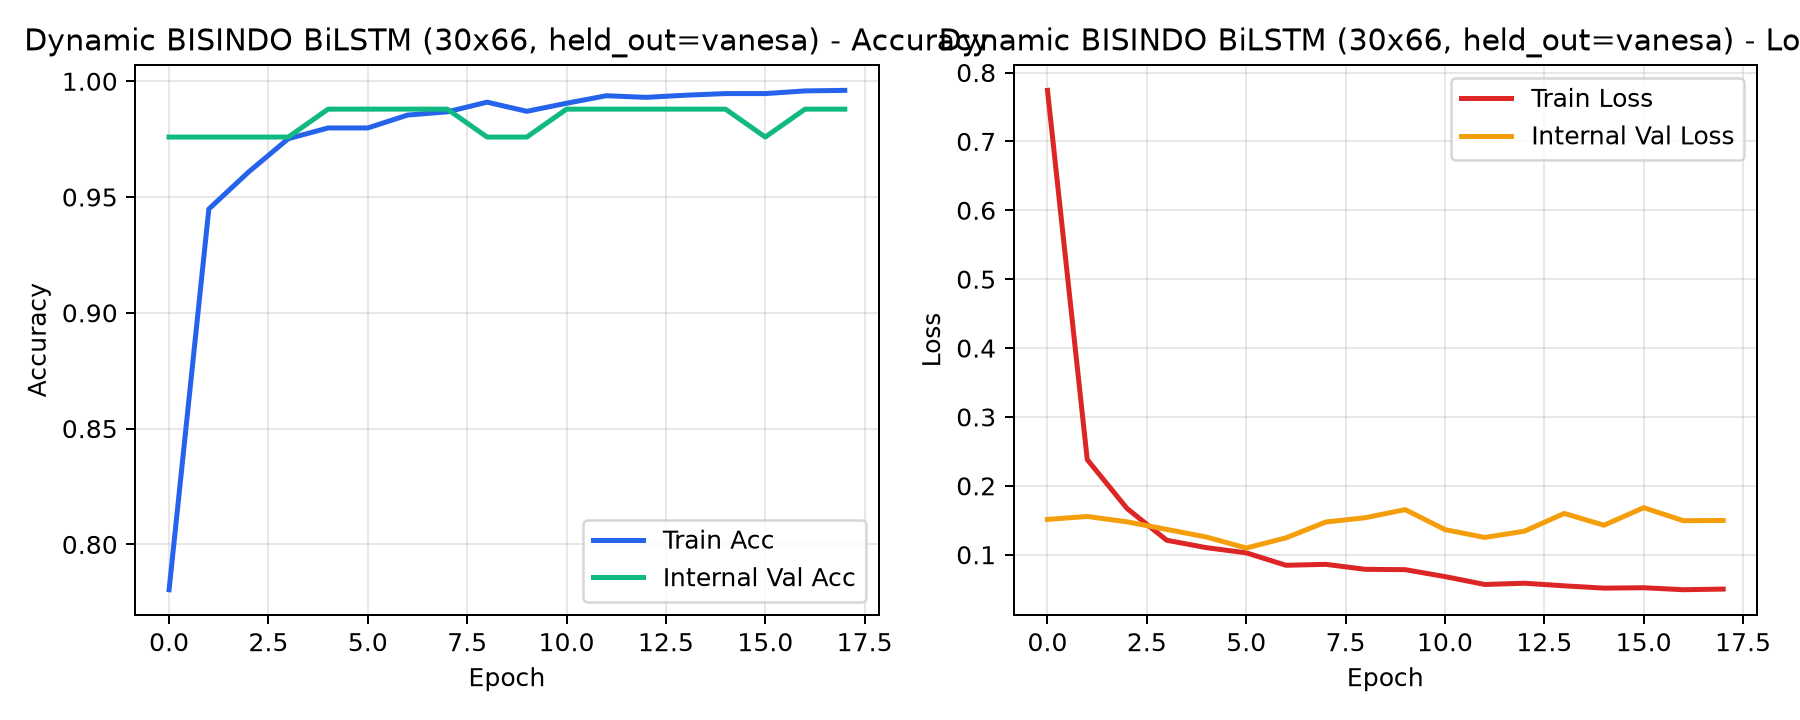 Dynamic BISINDO BiLSTM (30x66, held_out=vanesa) - Accuracy
1.00
0.95
0.90
0.85
0.80
Accuracy
Train Acc
Internal Val Acc
0.0 2.5 5.0 7.5 10.0 12.5 15.0 17.5
Epoch
Dynamic BISINDO BiLSTM (30x66, held_out=vanesa) - Lo
0.8
0.7
0.6
0.5
0.4
0.3
0.2
0.1
Loss
Train Loss
Internal Val Loss
0.0 2.5 5.0 7.5 10.0 12.5 15.0 17.5
Epoch